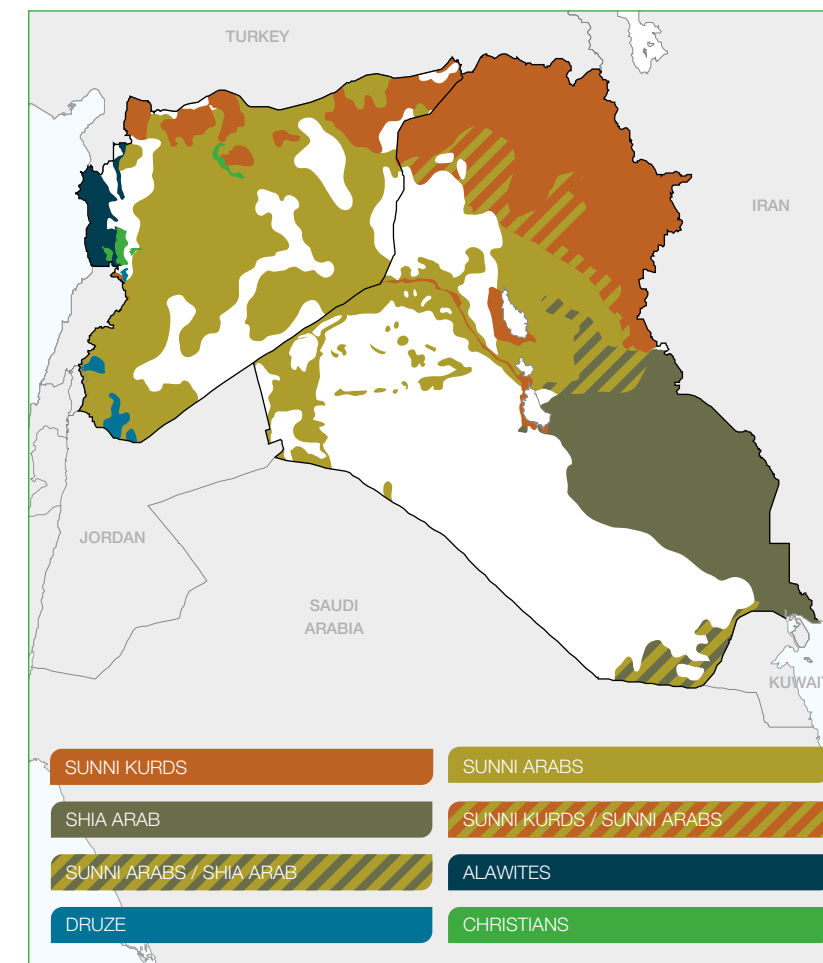 TURKEY
IRAN
JORDAN
SAUDI
ARABIA
KUWAIT
SUNNI KURDS
SUNNI ARABS
SHIA ARAB
SUNNI KURDS / SUNNI ARABS
SUNNI ARABS / SHIA ARAB
ALAWITES
DRUZE
CHRISTIANS